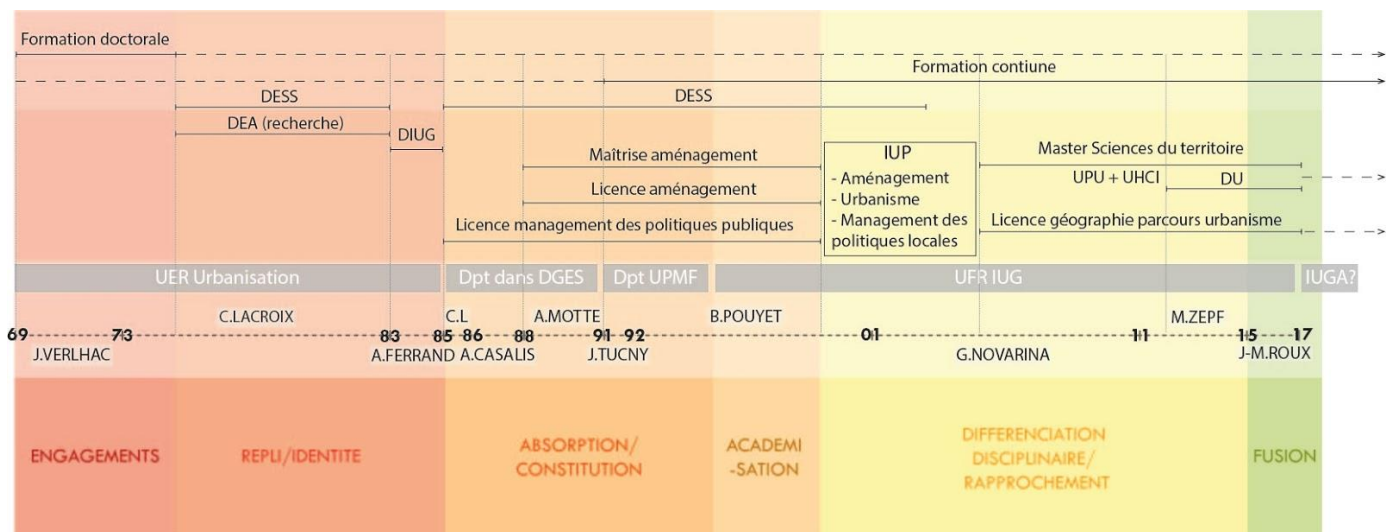 Formation doctorale
Formation contiune
DESS
DESS
DEA (recherche)
DIUG
Maîtrise aménagement
Licence aménagement
Licence management des politiques publiques
IUP
- Aménagement
- Urbanisme
- Management des
politiques locales
Master Sciences du territoire
UPU + UHCI
DU
Licence géographie parcours urbanisme
UER Urbanisation
Dpt dans DGES
Dpt UPMF
UFR IUG
IUGA?
C.LACROIX
C.L
A.MOTTE
B.POUYET
M.ZEPF
69 73 83 85 86 88 91 92 01 11 15 17
J.VERLHAC
A.FERRAND
A.CASALIS
J.TUCNY
G.NOVARINA
J-M.ROUX
ENGAGEMENTS
REPLI/IDENTITE
ABSORPTION/
CONSTITUTION
ACADEMI
-SATION
DIFFERENCIATION
DISCIPLINAIRE/
RAPPROCHEMENT
FUSION